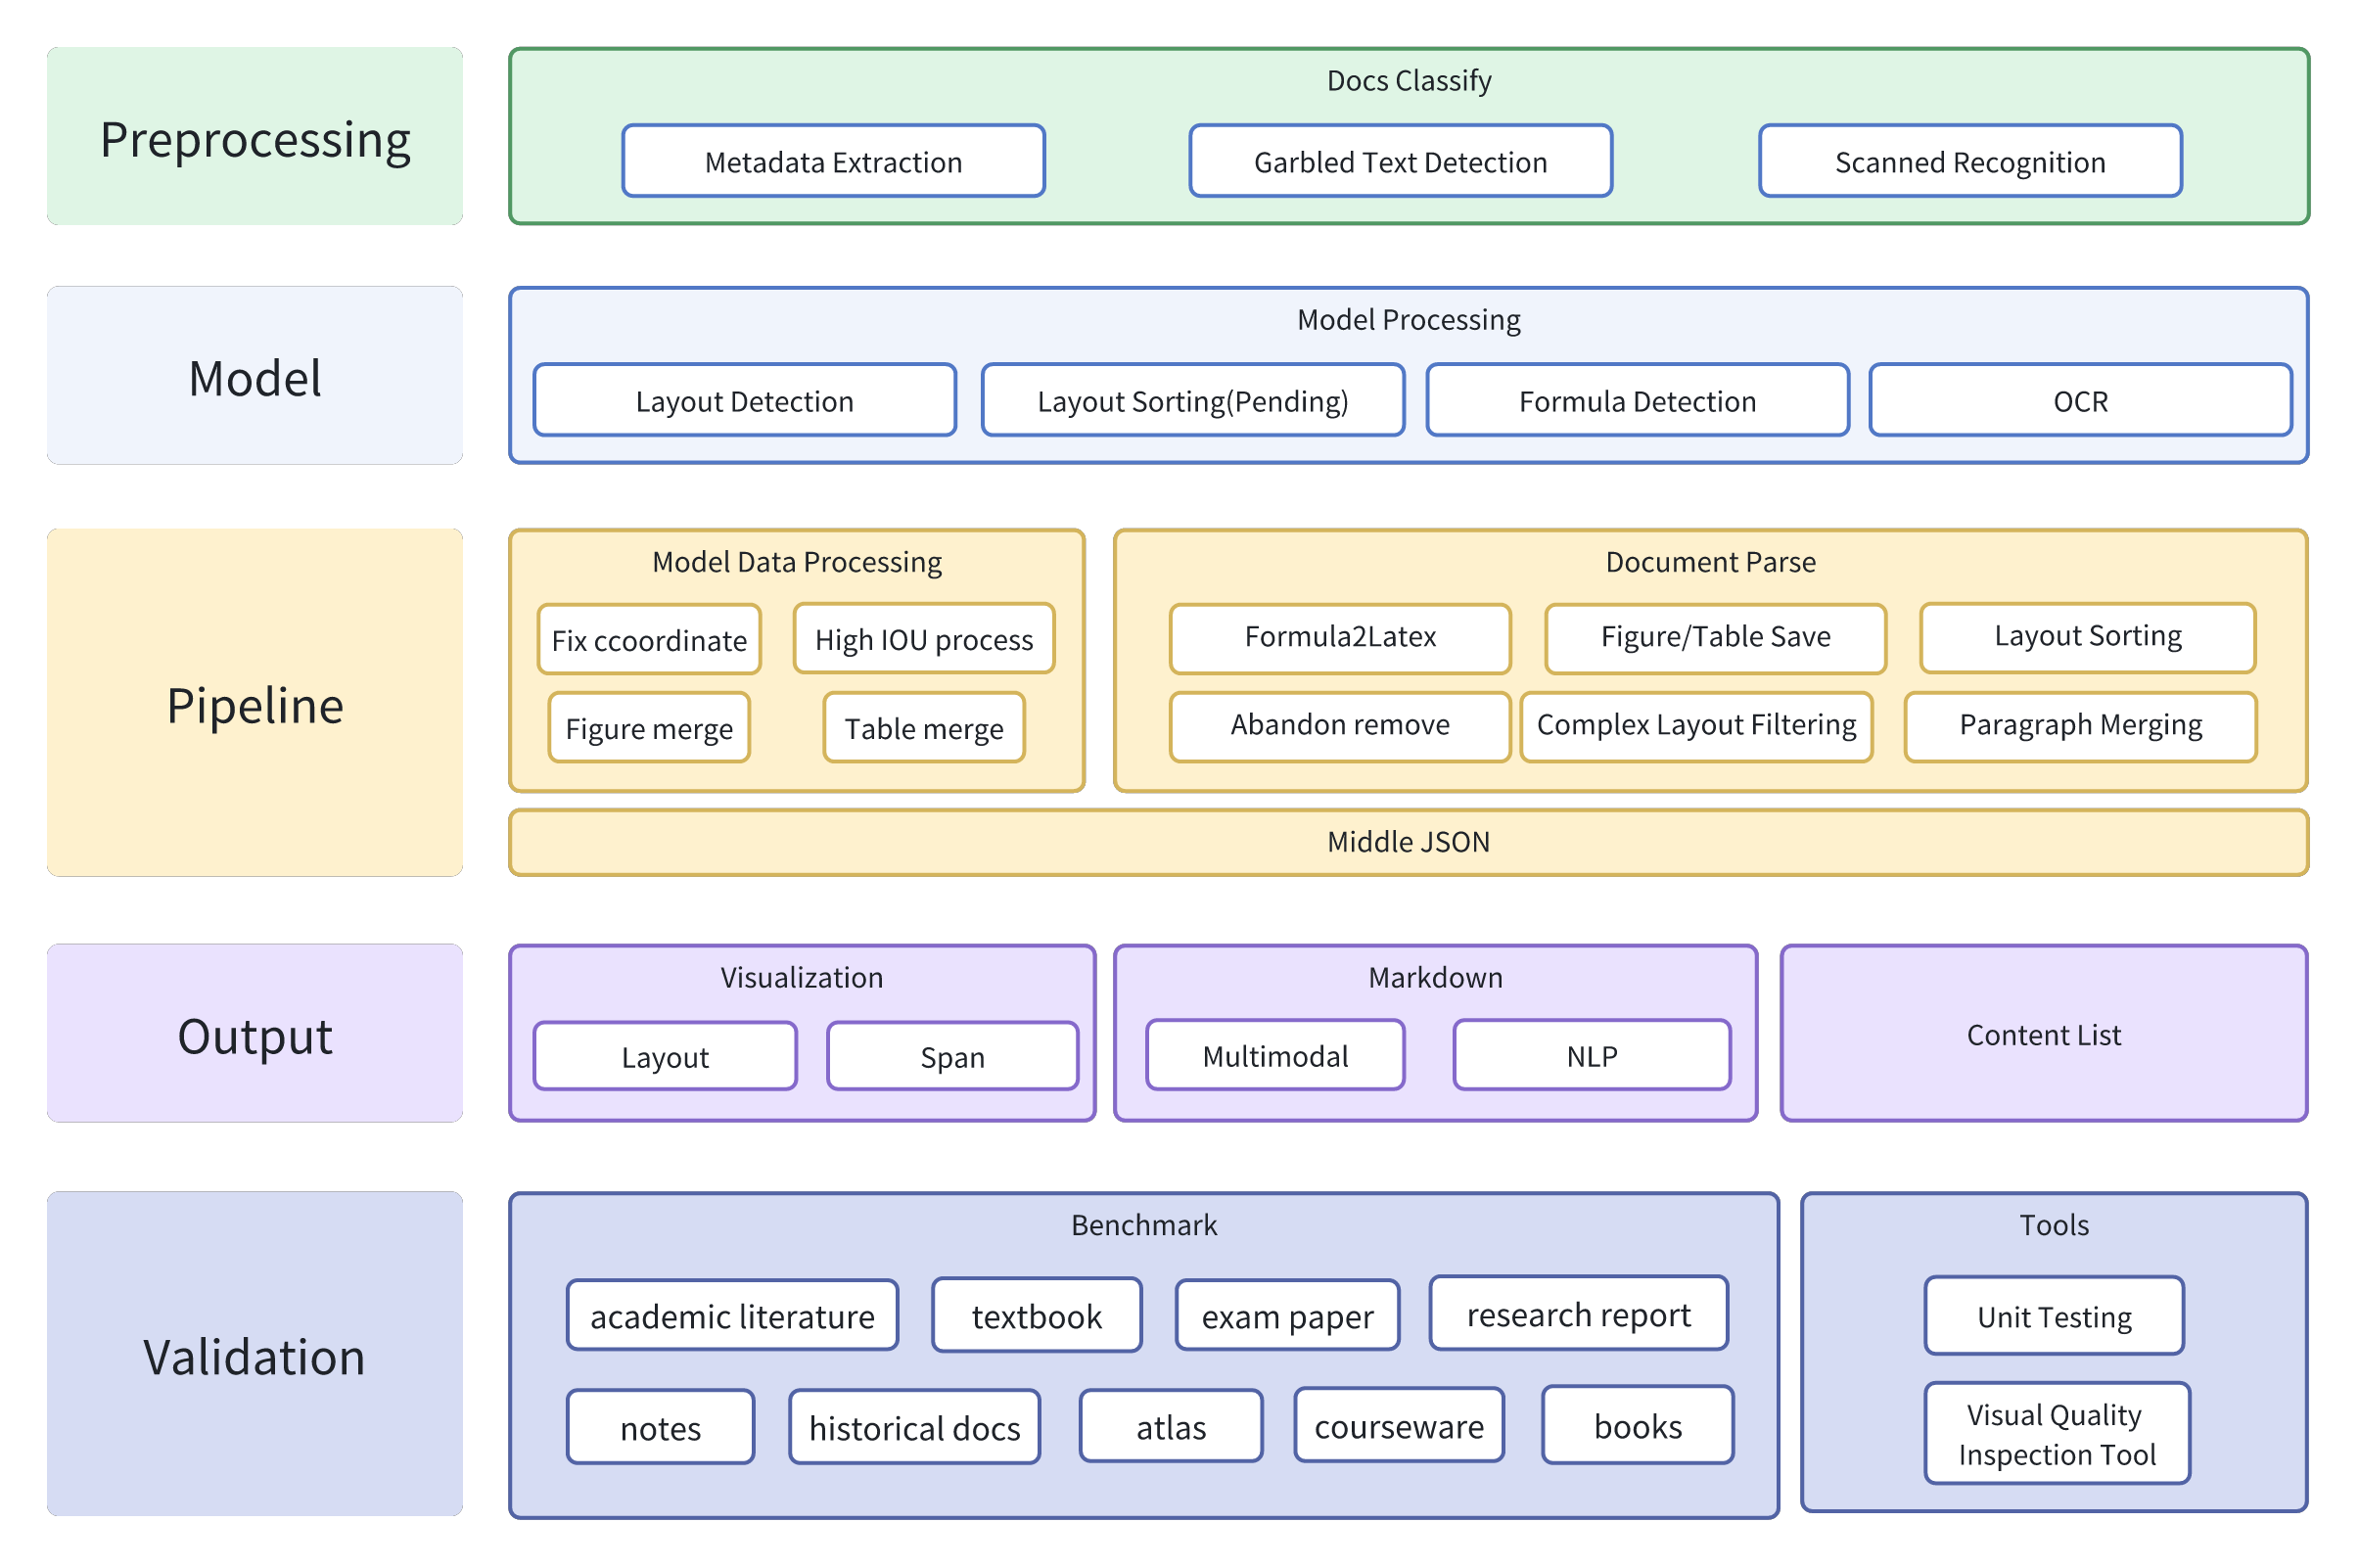 Preprocessing
Docs Classify
Metadata Extraction
Garbled Text Detection
Scanned Recognition
Model
Model Processing
Layout Detection
Layout Sorting(Pending)
Formula Detection
OCR
Pipeline
Model Data Processing
Fix ccoordinate
High IOU process
Figure merge
Table merge
Document Parse
Formula2Latex
Figure/Table Save
Layout Sorting
Abandon remove
Complex Layout Filtering
Paragraph Merging
Middle JSON
Output
Visualization
Layout
Span
Markdown
Multimodal
NLP
Content List
Validation
Benchmark
academic literature
textbook
exam paper
research report
notes
historical docs
atlas
courseware
books
Tools
Unit Testing
Visual Quality
Inspection Tool